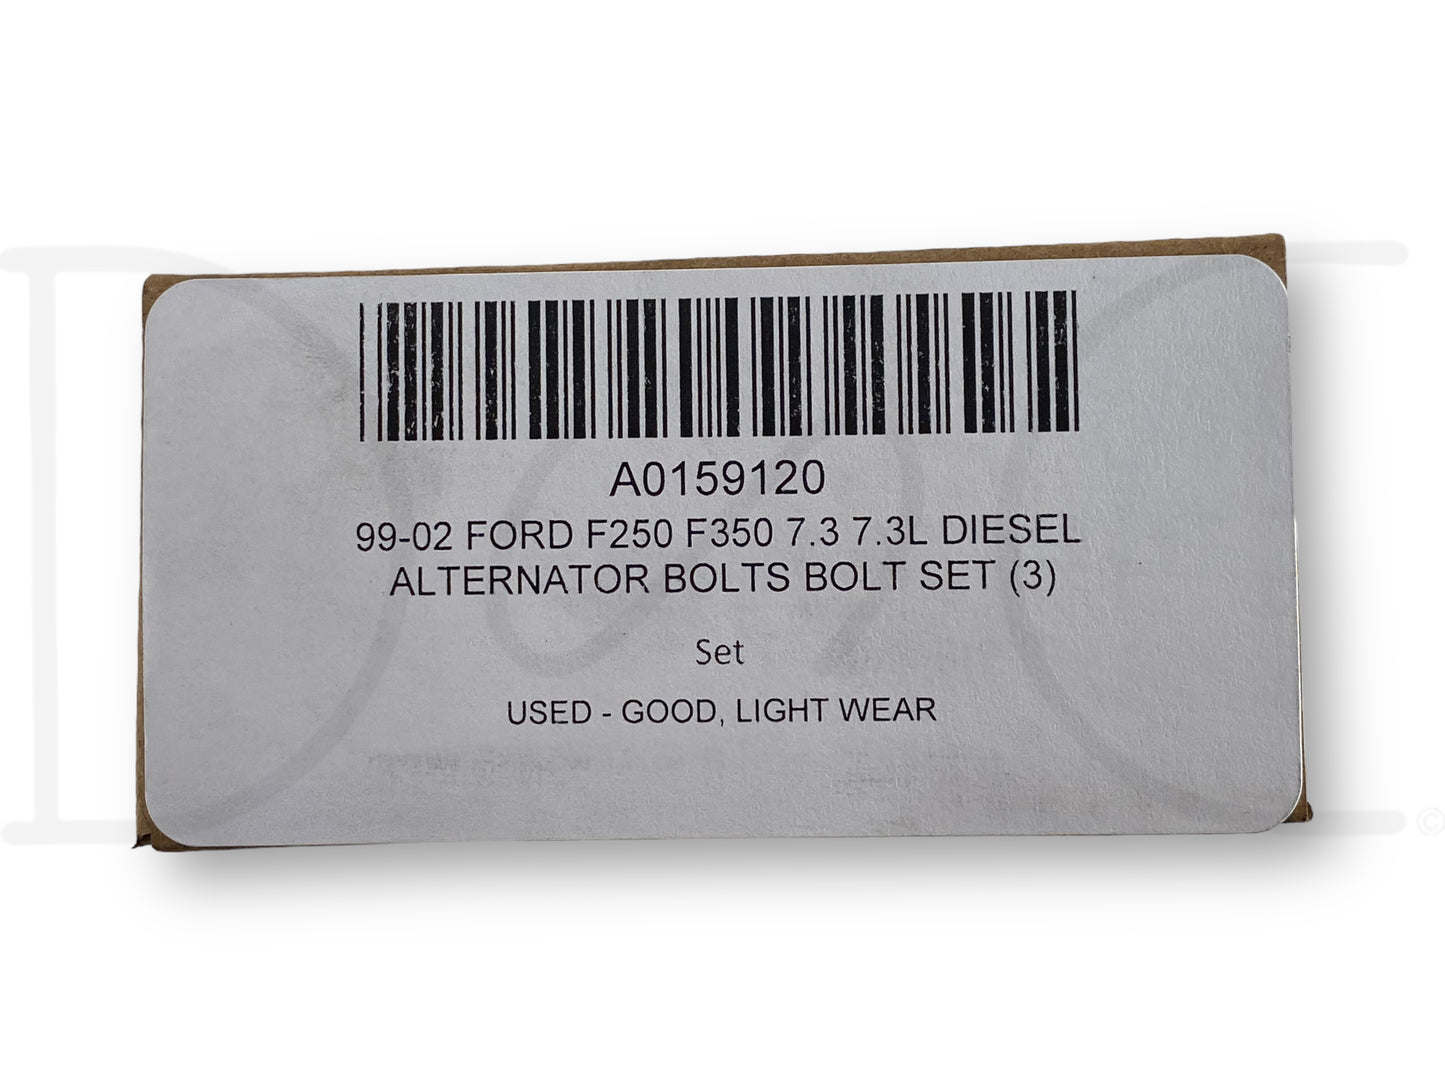 A0159120
99-02 FORD F250 F350 7.3 7.3L DIESEL
ALTERNATOR BOLTS BOLT SET (3)
Set
USED - GOOD, LIGHT WEAR
©